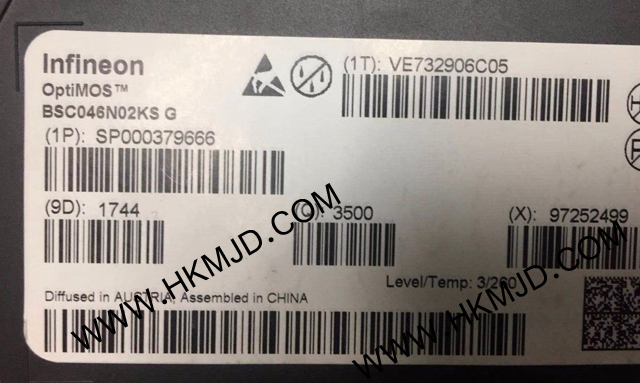 Infineon
OptiMOS™
BSC046N02KS G
(1T): VE732906C05
(1P): SP000379666
(9D): 1744
(Q): 3500
(X): 97252499
Level/Temp: 3/260
Diffused in AUSTRIA, Assembled in CHINA
WWW.HKMJD.COM
WWW.HKMJD.COM